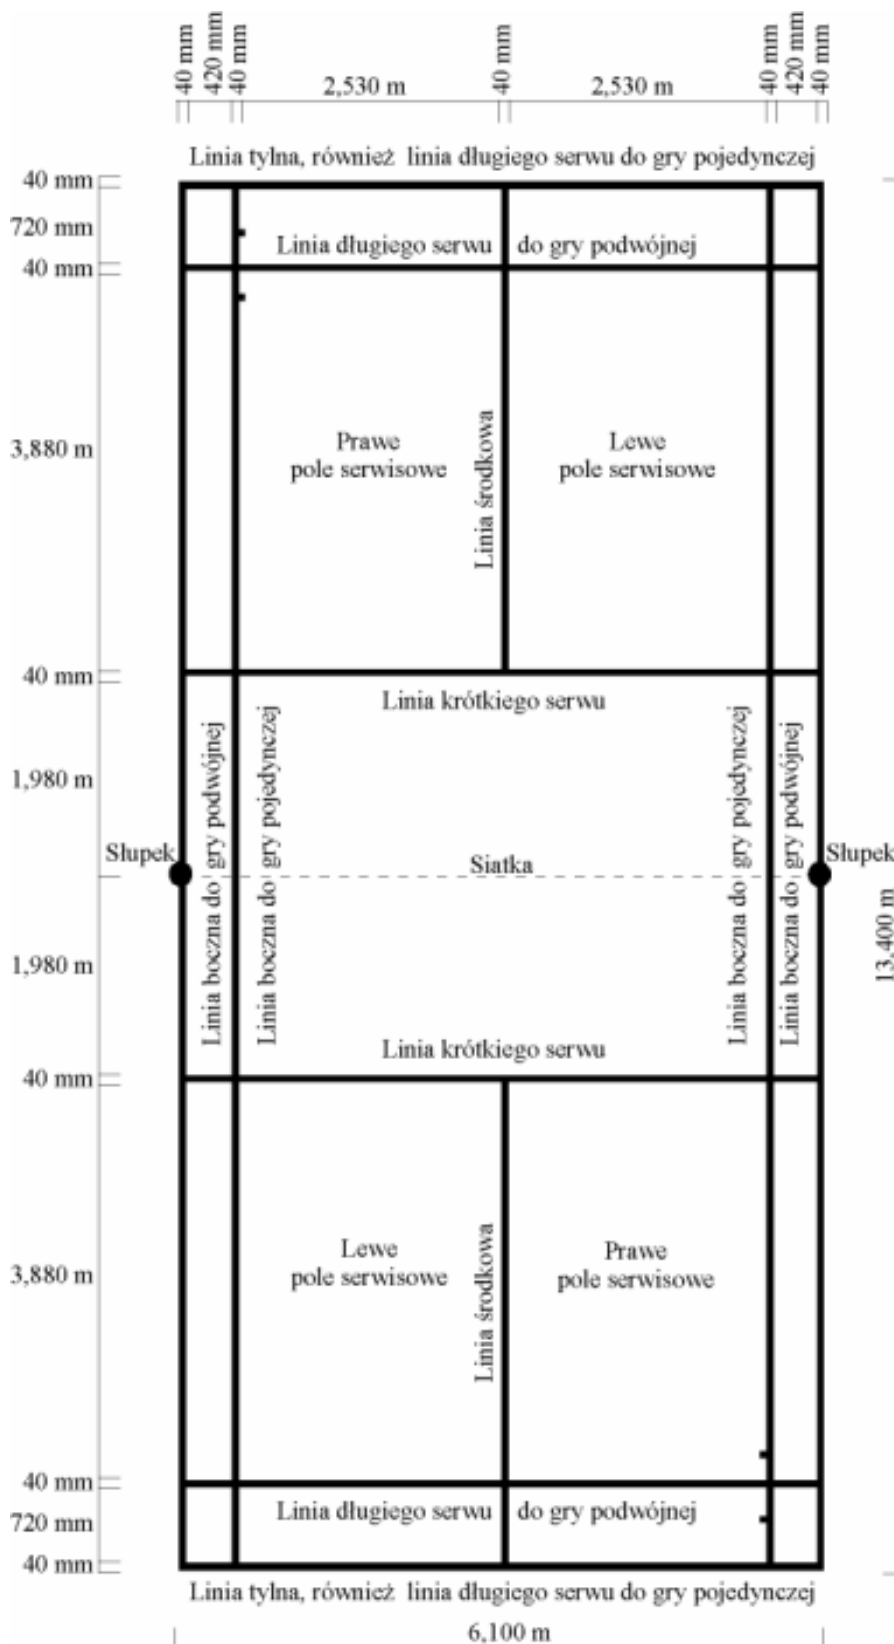 40 mm
420 mm
40 mm
2,530 m
40 mm
2,530 m
40 mm
420 mm
40 mm
Linia tylna, również linia długiego serwu do gry pojedynczej
40 mm
720 mm
Linia długiego serwu do gry podwójnej
40 mm
3,880 m
Prawe
pole serwisowe
Linia środkowa
Lewe
pole serwisowe
40 mm
Linia krótkiego serwu
1,980 m
Linia boczna do gry podwójnej
Linia boczna do gry pojedynczej
Linia boczna do gry pojedynczej
Linia boczna do gry podwójnej
Słupek
Siatka
Słupek
13,400 m
1,980 m
Linia krótkiego serwu
40 mm
3,880 m
Lewe
pole serwisowe
Linia środkowa
Prawe
pole serwisowe
40 mm
Linia długiego serwu do gry podwójnej
720 mm
40 mm
Linia tylna, również linia długiego serwu do gry pojedynczej
6,100 m